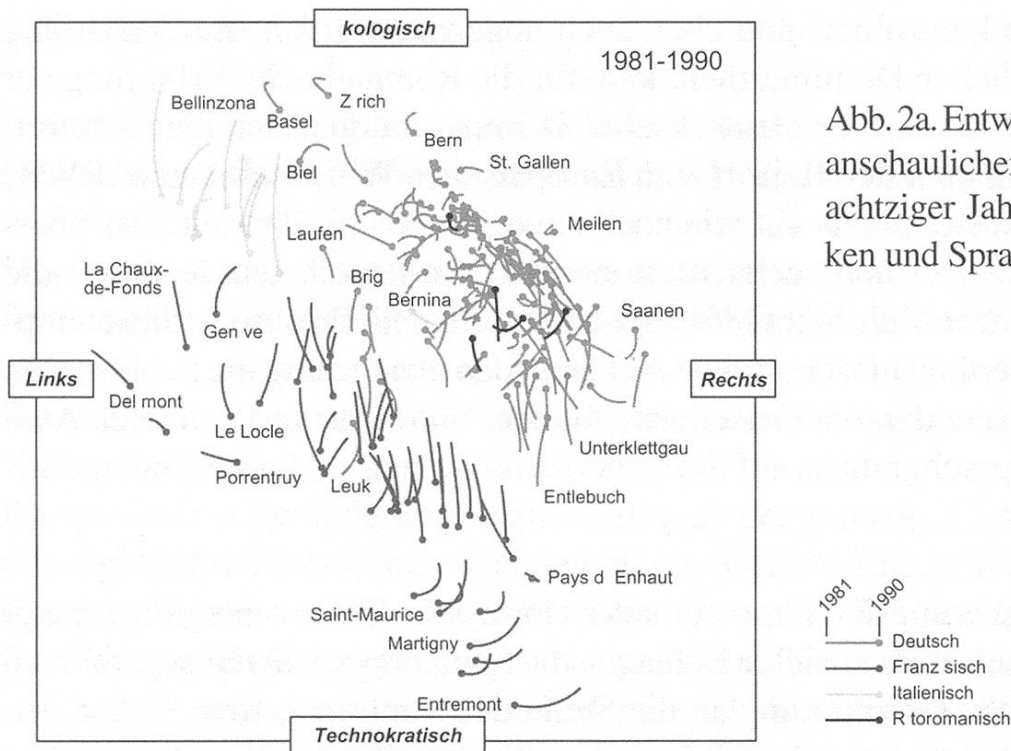 kologisch
1981-1990
Bellinzona
Basel
Z rich
Bern
Biel
St. Gallen
Laufen
Meilen
La Chaux-
de-Fonds
Brig
Bernina
Gen ve
Saanen
Links
Rechts
Del mont
Le Locle
Porrentruy
Leuk
Unterklettgau
Entlebuch
Pays d Enhaut
Saint-Maurice
Martigny
Entremont
Technokratisch
Abb. 2a. Entw
anschaulicher
achtziger Jah
ken und Spra
1981
1990
Deutsch
Franz sisch
Italienisch
R toromanisch